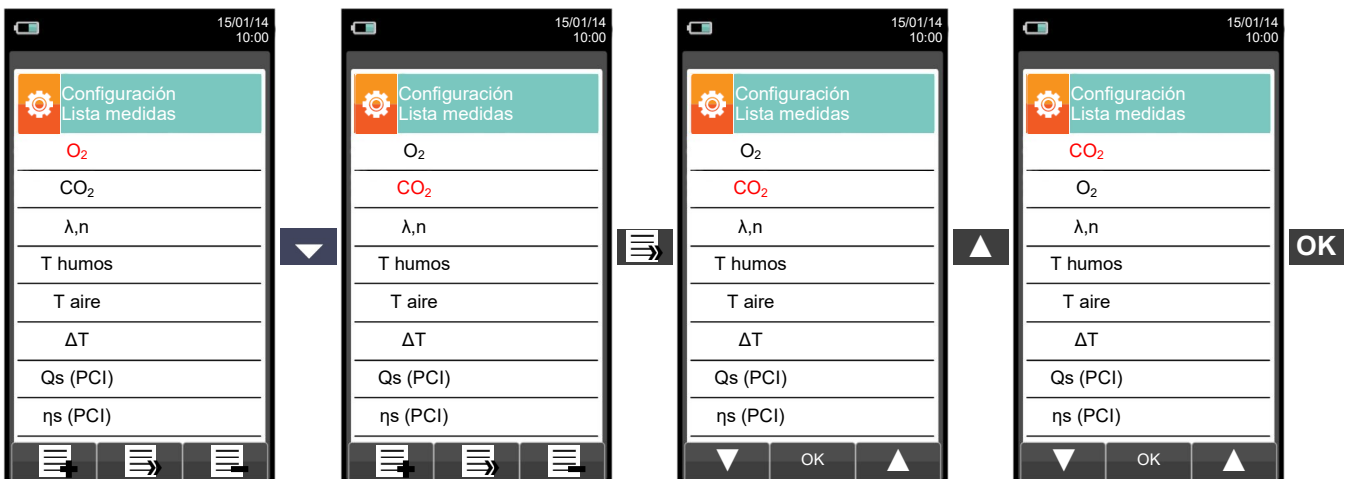 15/01/14
10:00
Configuración
Lista medidas
O₂
CO₂
λ,n
T humos
T aire
ΔT
Qs (PCI)
ηs (PCI)
15/01/14
10:00
Configuración
Lista medidas
O₂
CO₂
λ,n
T humos
T aire
ΔT
Qs (PCI)
ηs (PCI)
15/01/14
10:00
Configuración
Lista medidas
O₂
CO₂
λ,n
T humos
T aire
ΔT
Qs (PCI)
ηs (PCI)
OK
15/01/14
10:00
Configuración
Lista medidas
CO₂
O₂
λ,n
T humos
T aire
ΔT
Qs (PCI)
ηs (PCI)
OK
OK